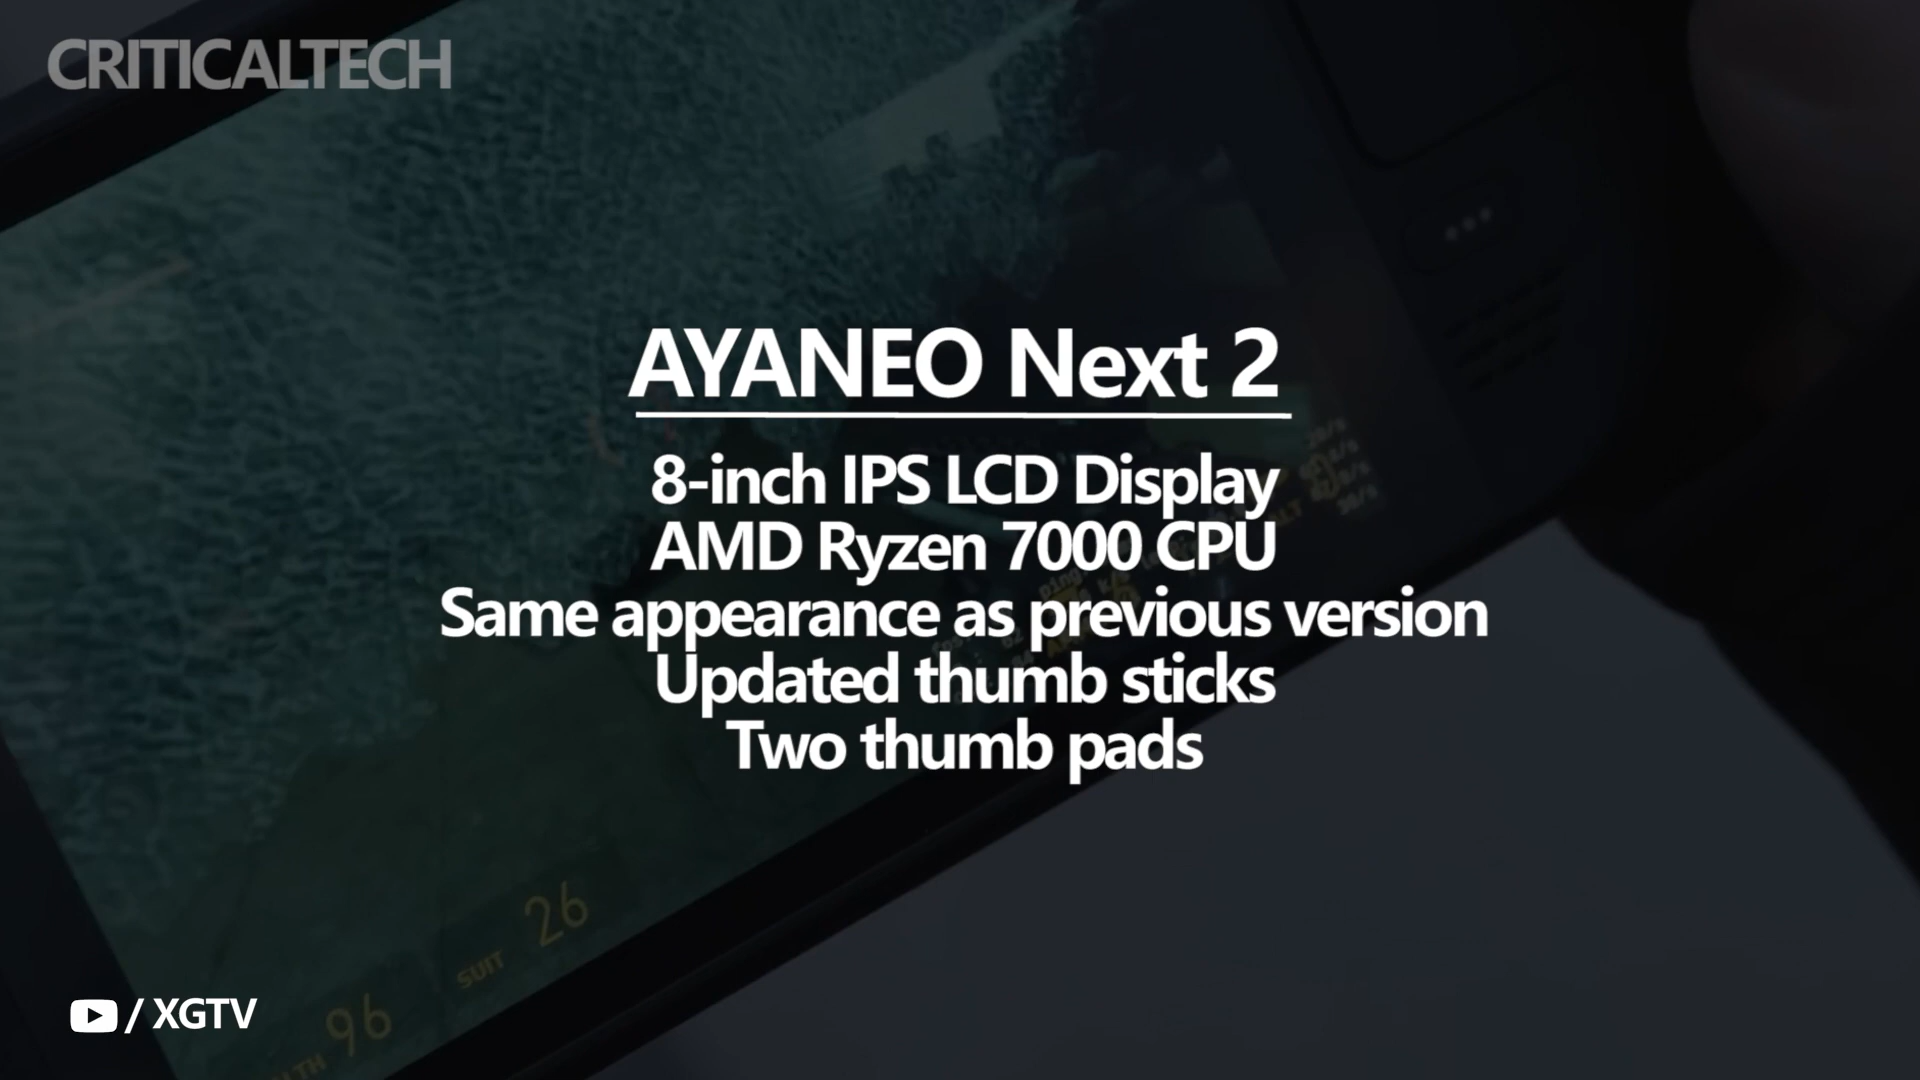 CRITICALTECH
AYANEO Next 2
8-inch IPS LCD Display
AMD Ryzen 7000 CPU
Same appearance as previous version
Updated thumb sticks
Two thumb pads
SUIT 26
96
/ XGTV